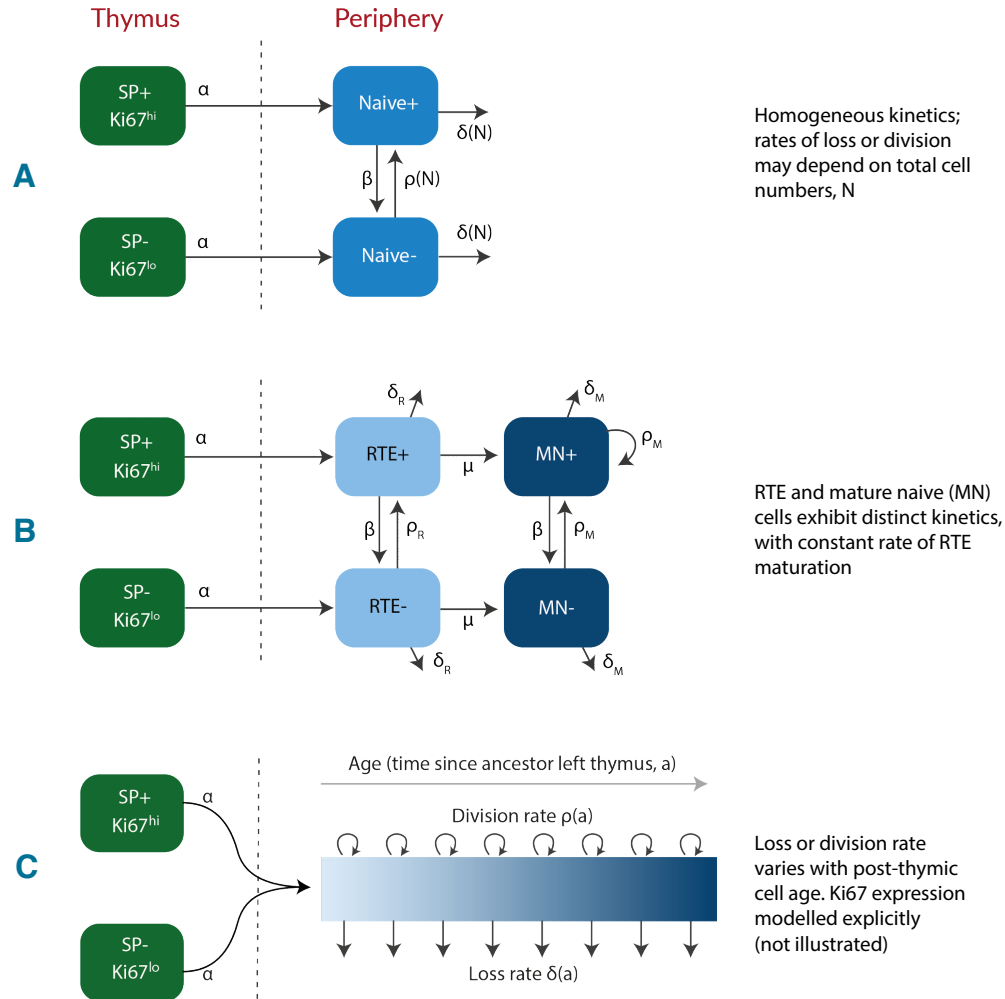 Thymus
Periphery
A
SP+
Ki67hi
α
Naive+
δ(N)
β
ρ(N)
SP-
Ki67lo
α
Naive-
δ(N)
Homogeneous kinetics;
rates of loss or division
may depend on total cell
numbers, N
B
SP+
Ki67hi
α
RTE+
δR
μ
MN+
δM
ρM
β
ρR
β
ρM
SP-
Ki67lo
α
RTE-
δR
μ
MN-
δM
RTE and mature naive (MN)
cells exhibit distinct kinetics,
with constant rate of RTE
maturation
C
SP+
Ki67hi
α
SP-
Ki67lo
α
Age (time since ancestor left thymus, a)
Division rate ρ(a)
Loss rate δ(a)
Loss or division rate
varies with post-thymic
cell age. Ki67 expression
modelled explicitly
(not illustrated)